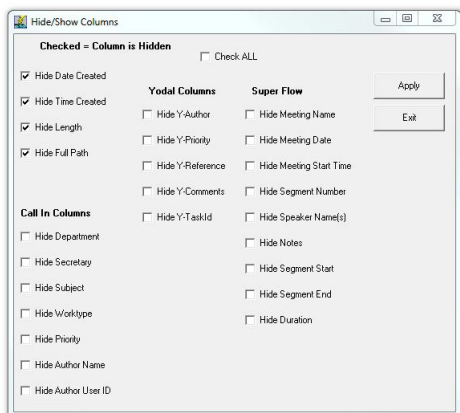 Hide/Show Columns
Checked = Column is Hidden
Check ALL
Hide Date Created
Hide Time Created
Hide Length
Hide Full Path
Yodal Columns
Hide Y-Author
Hide Y-Priority
Hide Y-Reference
Hide Y-Comments
Hide Y-TaskId
Super Flow
Hide Meeting Name
Hide Meeting Date
Hide Meeting Start Time
Hide Segment Number
Hide Speaker Name(s)
Hide Notes
Hide Segment Start
Hide Segment End
Hide Duration
Apply
Exit
Call In Columns
Hide Department
Hide Secretary
Hide Subject
Hide Worktype
Hide Priority
Hide Author Name
Hide Author User ID